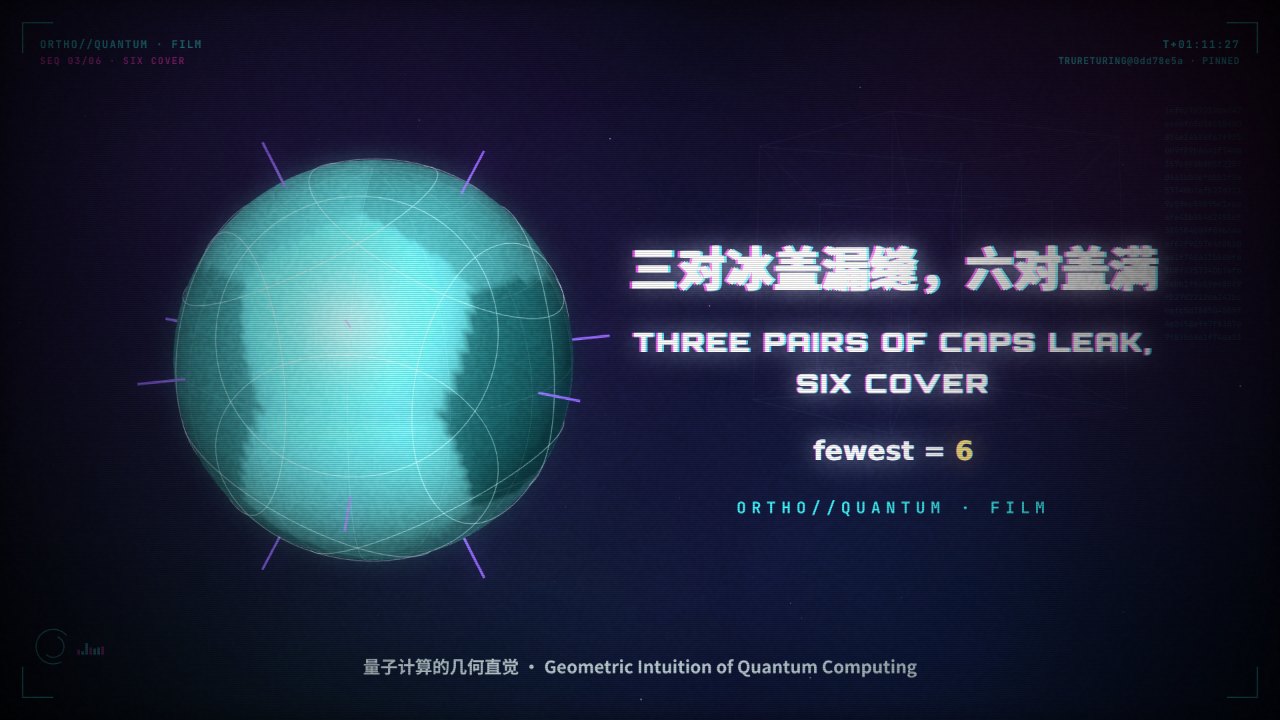 ORTHO//QUANTUM · FILM
SEQ 03/06 · SIX COVER
T+01:11:27
TRURETURING@0dd78e5a · PINNED
三对冰盖漏缝，六对盖满
THREE PAIRS OF CAPS LEAK,
SIX COVER
fewest = 6
ORTHO//QUANTUM · FILM
量子计算的几何直觉 · Geometric Intuition of Quantum Computing